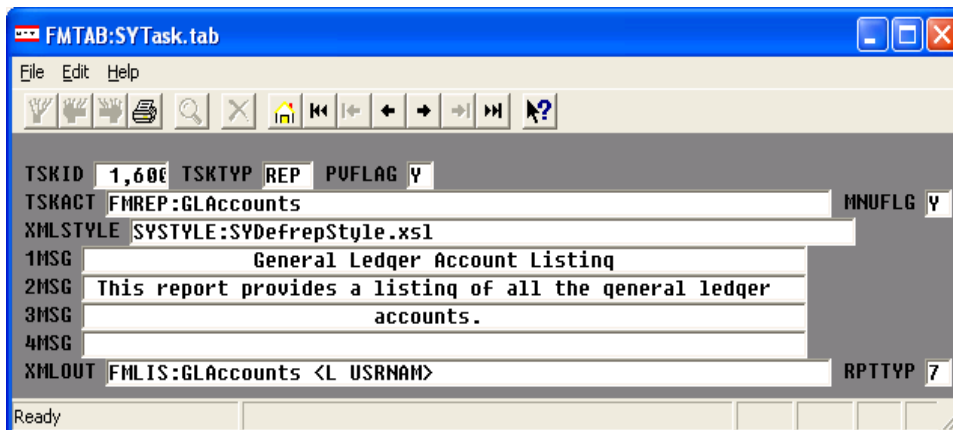 FMTAB:SYTask.tab
File Edit Help
TSKID 1,600 TSKTYP REP PVFLAG Y
TSKACT FMREP:GLAccounts MNUFLG Y
XMLSTYLE SYSTYLE:SYDefrepStyle.xsl
1MSG General Ledger Account Listing
2MSG This report provides a listing of all the general ledger
3MSG accounts.
4MSG
XMLOUT FMLIS:GLAccounts <L USRNAM> RPTTYP 7
Ready